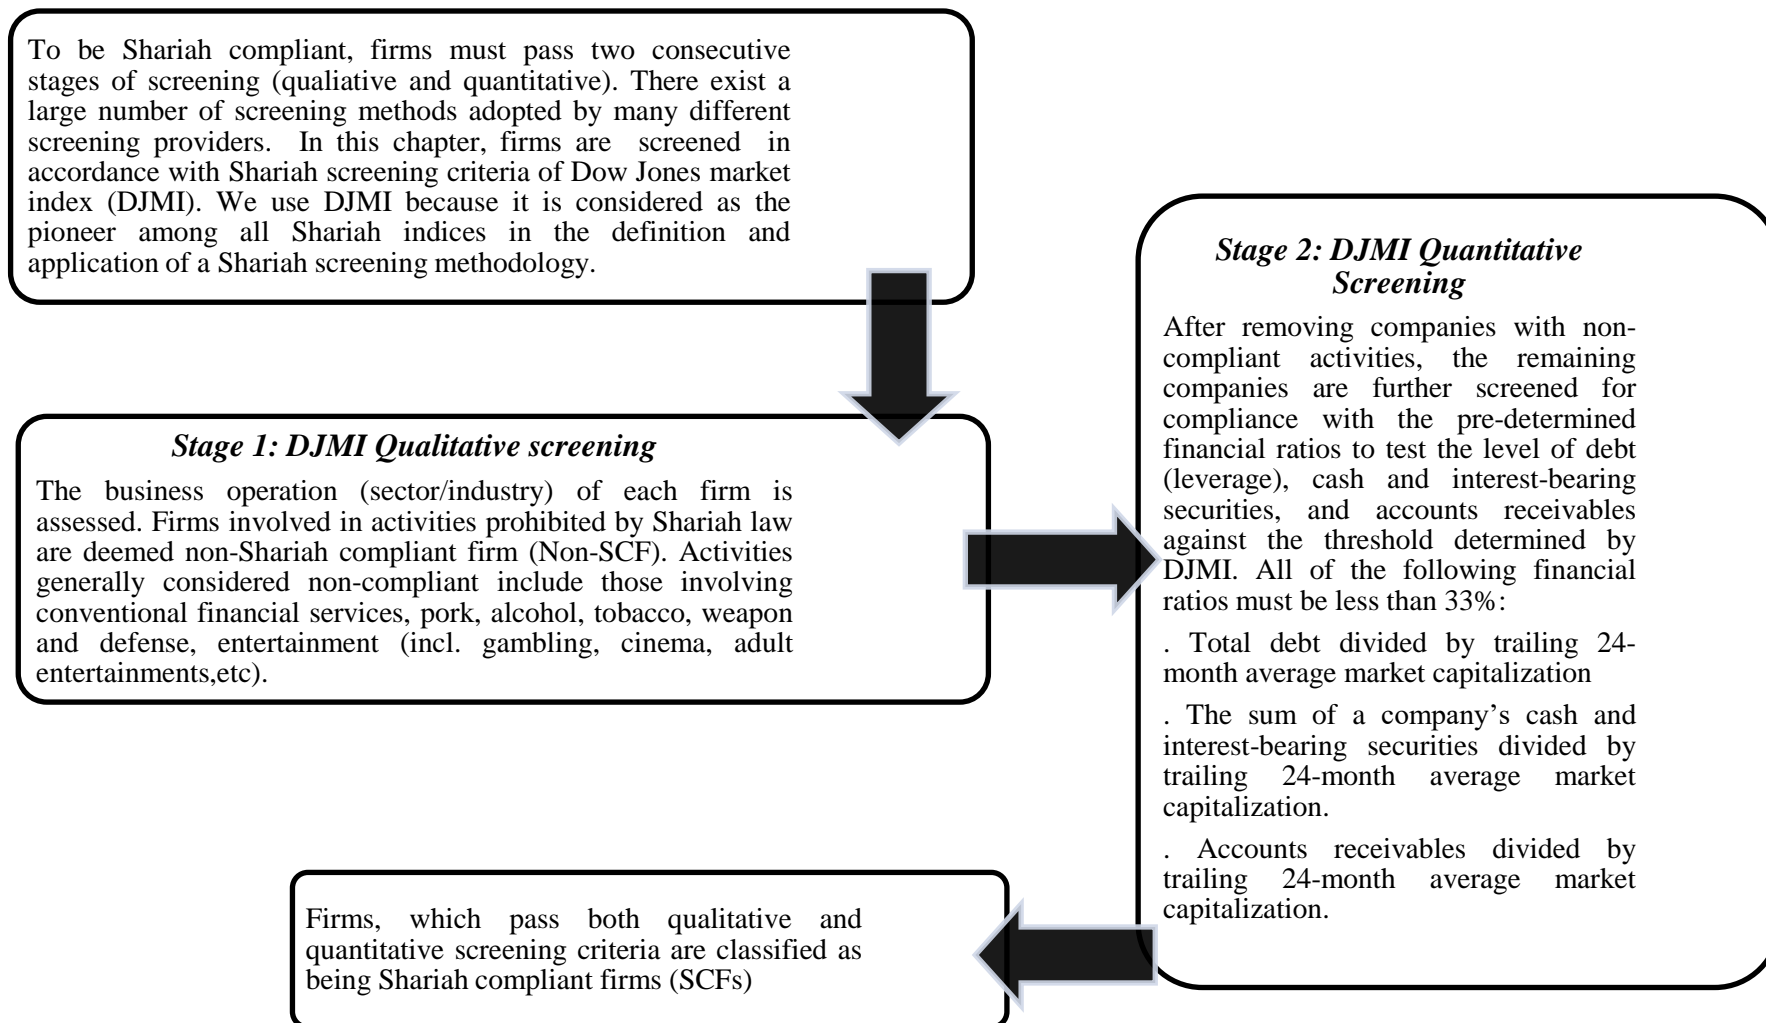 To be Shariah compliant, firms must pass two consecutive
stages of screening (qualiative and quantitative). There exist a
large number of screening methods adopted by many different
screening providers.  In this chapter, firms are screened in
accordance with Shariah screening criteria of Dow Jones market
index (DJMI). We use DJMI because it is considered as the
pioneer among all Shariah indices in the definition and
application of a Shariah screening methodology.
Stage 1: DJMI Qualitative screening
The business operation (sector/industry) of each firm is
assessed. Firms involved in activities prohibited by Shariah law
are deemed non-Shariah compliant firm (Non-SCF). Activities
generally considered non-compliant include those involving
conventional financial services, pork, alcohol, tobacco, weapon
and defense, entertainment (incl. gambling, cinema, adult
entertainments,etc).
Stage 2: DJMI Quantitative
Screening
After removing companies with non-
compliant activities, the remaining
companies are further screened for
compliance with the pre-determined
financial ratios to test the level of debt
(leverage), cash and interest-bearing
securities, and accounts receivables
against the threshold determined by
DJMI. All of the following financial
ratios must be less than 33%:
. Total debt divided by trailing 24-
month average market capitalization
. The sum of a company’s cash and
interest-bearing securities divided by
trailing 24-month average market
capitalization.
. Accounts receivables divided by
trailing 24-month average market
capitalization.
Firms, which pass both qualitative and
quantitative screening criteria are classified as
being Shariah compliant firms (SCFs)